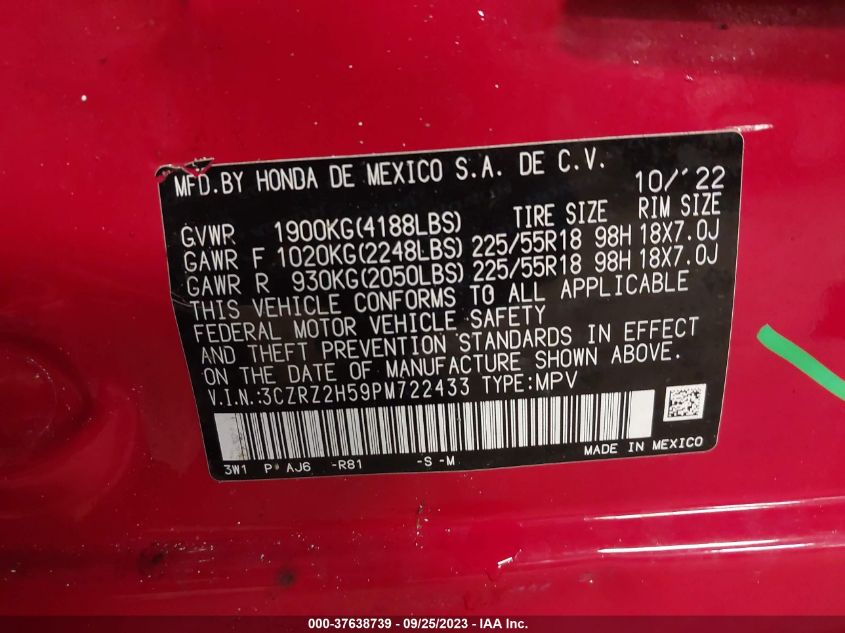 MFD.BY HONDA DE MEXICO S.A. DE C.V.
10/'22
GVWR 1900KG(4188LBS) TIRE SIZE RIM SIZE
GAWR F 1020KG(2248LBS) 225/55R18 98H 18X7.0J
GAWR R 930KG(2050LBS) 225/55R18 98H 18X7.0J
THIS VEHICLE CONFORMS TO ALL APPLICABLE
FEDERAL MOTOR VEHICLE SAFETY
AND THEFT PREVENTION STANDARDS IN EFFECT
ON THE DATE OF MANUFACTURE SHOWN ABOVE.
V.I.N.:3CZRZ2H59PM722433 TYPE:MPV
3W1 P# AJ6 -R81 -S -M
MADE IN MEXICO
000-37638739 - 09/25/2023 - IAA Inc.